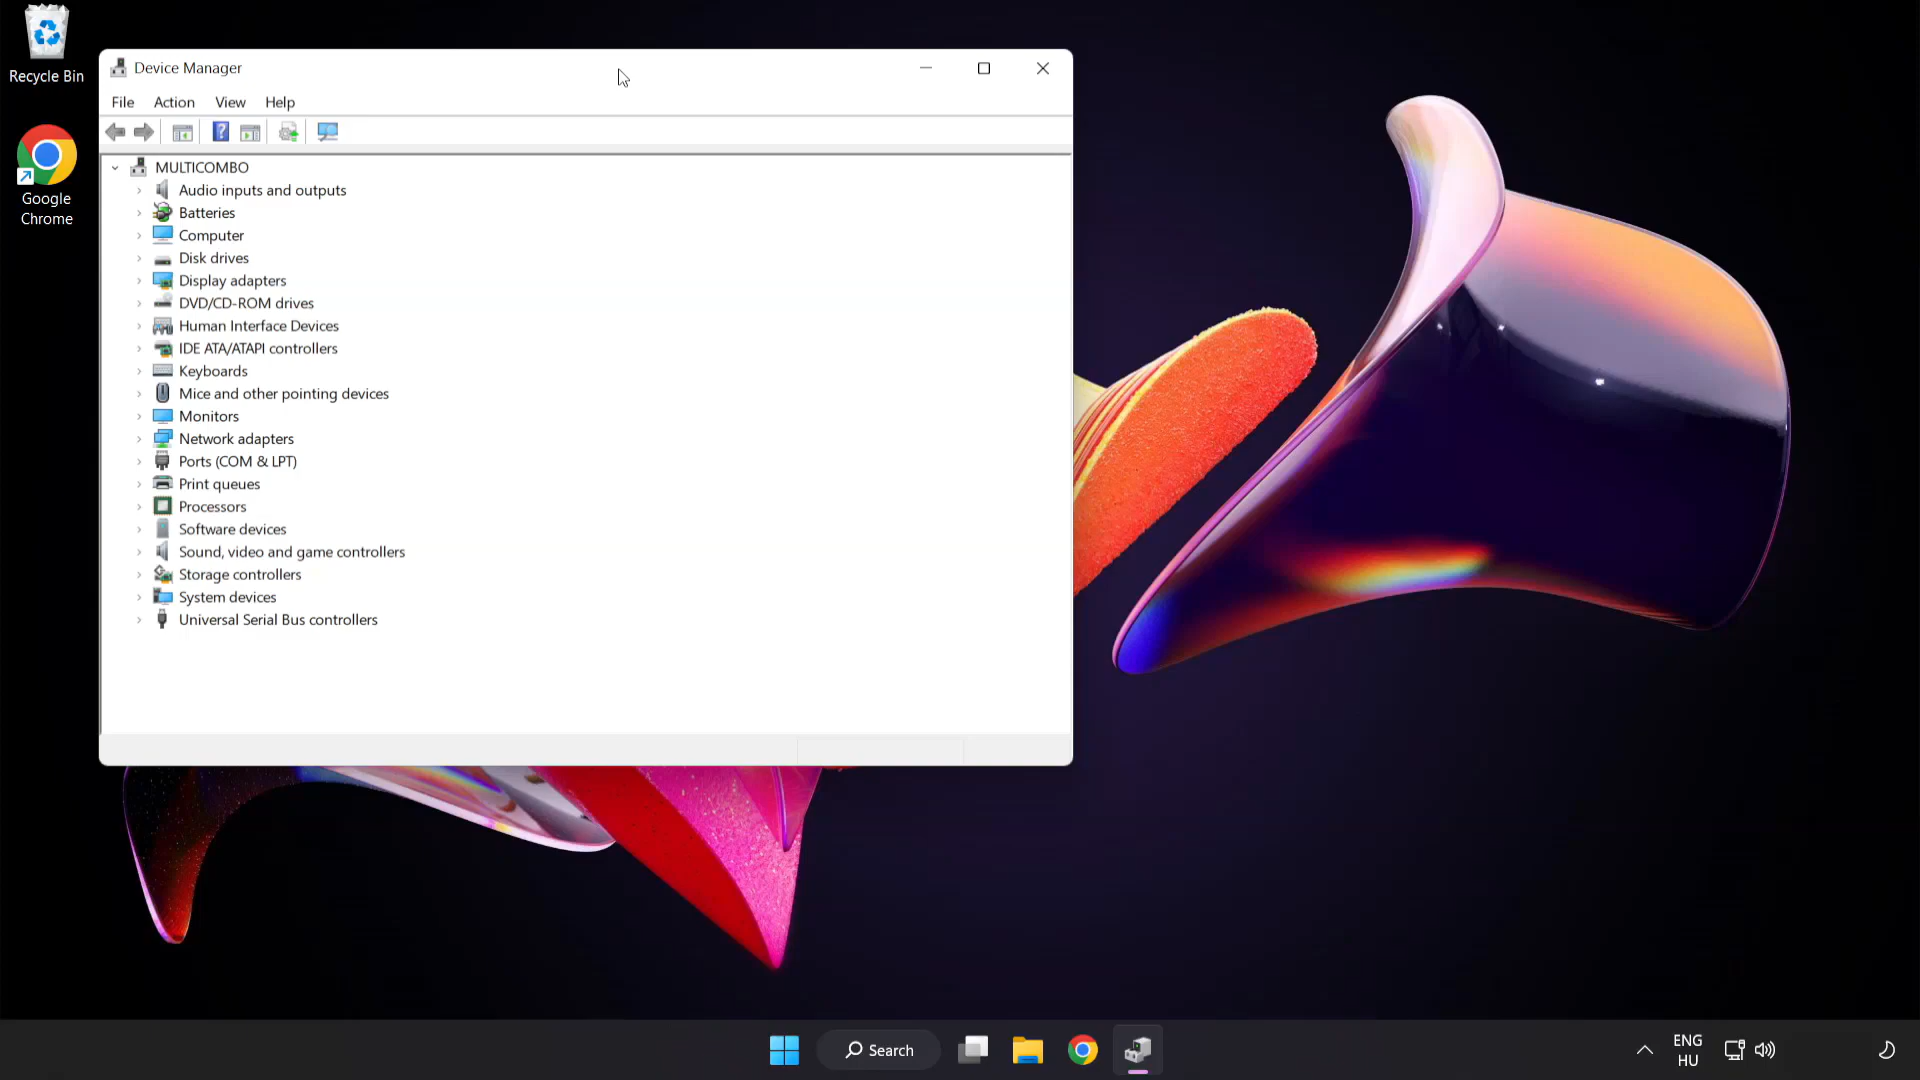 Recycle Bin
Google
Chrome
Device Manager
File Action View Help
MULTICOMBO
Audio inputs and outputs
Batteries
Computer
Disk drives
Display adapters
DVD/CD-ROM drives
Human Interface Devices
IDE ATA/ATAPI controllers
Keyboards
Mice and other pointing devices
Monitors
Network adapters
Ports (COM & LPT)
Print queues
Processors
Software devices
Sound, video and game controllers
Storage controllers
System devices
Universal Serial Bus controllers
Search
ENG
HU